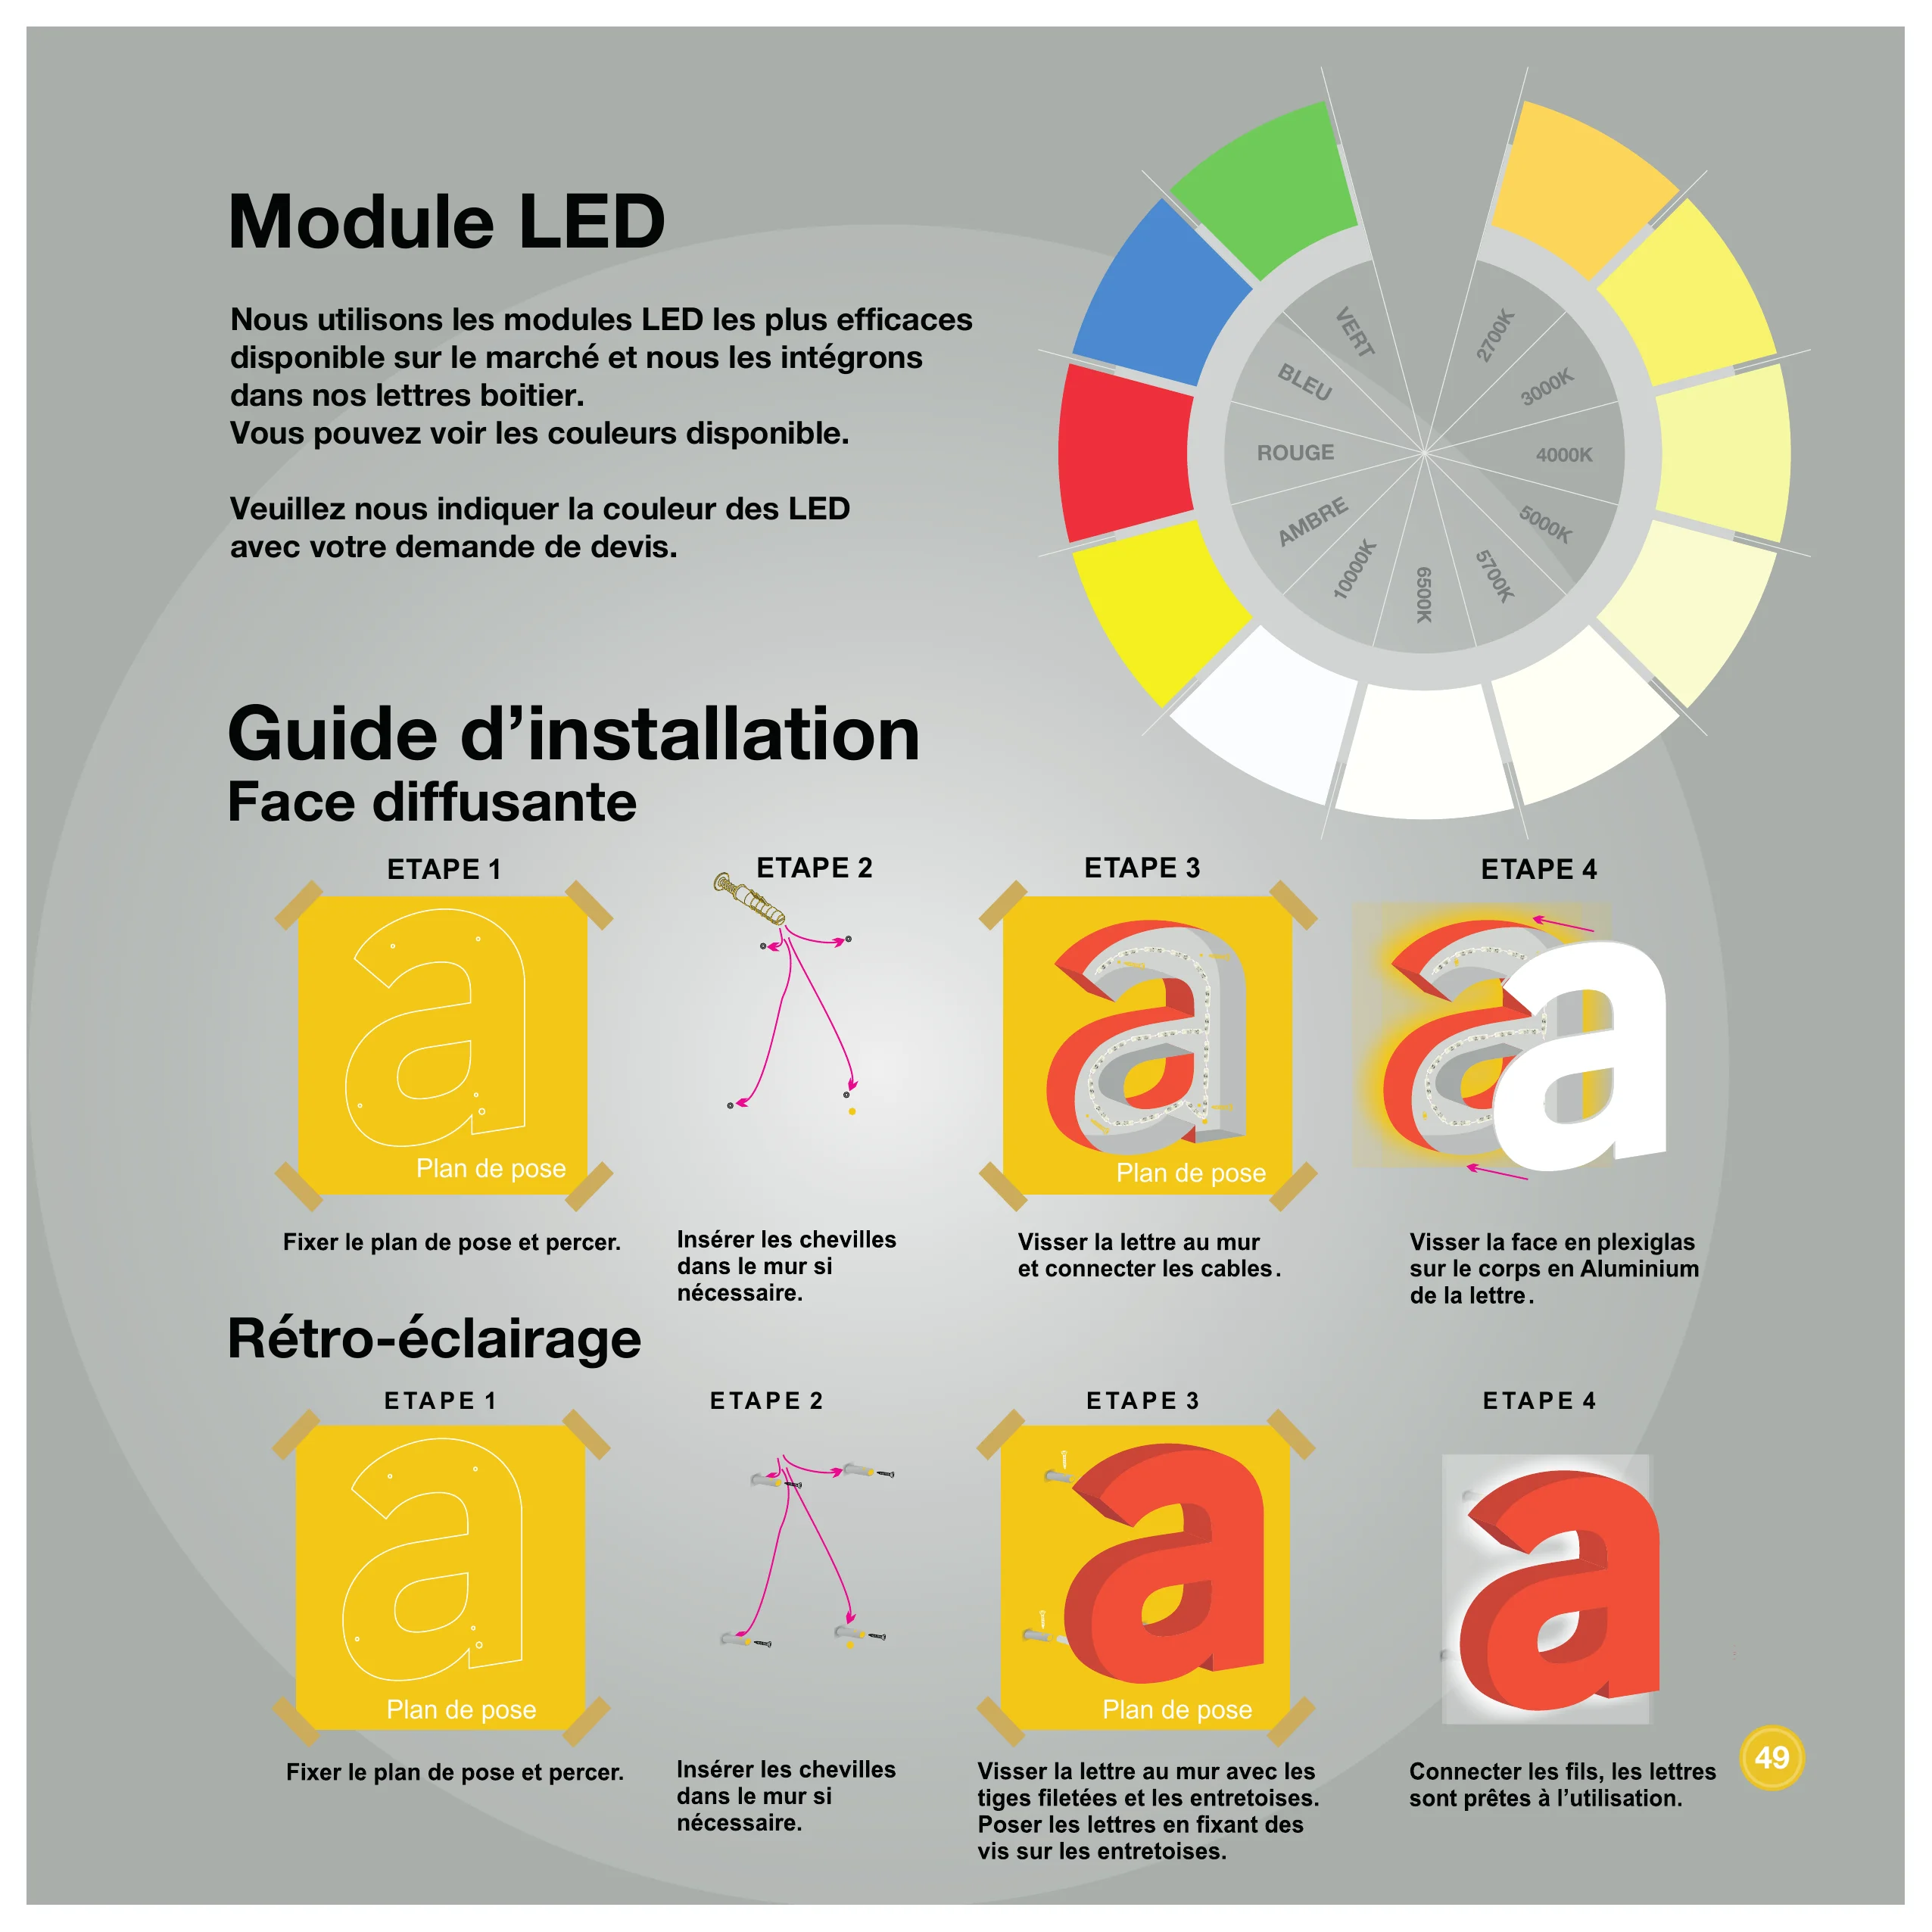 Module LED
Nous utilisons les modules LED les plus efficaces
disponible sur le marché et nous les intégrons
dans nos lettres boitier.
Vous pouvez voir les couleurs disponible.
Veuillez nous indiquer la couleur des LED
avec votre demande de devis.
VERT
BLEU
ROUGE
AMBRE
10000K
6500K
5700K
5000K
4000K
3000K
2700K
Guide d’installation
Face diffusante
ETAPE 1
ETAPE 2
ETAPE 3
ETAPE 4
a
a
a
a
Plan de pose
Plan de pose
Fixer le plan de pose et percer.
Insérer les chevilles
dans le mur si
nécessaire.
Visser la lettre au mur
et connecter les cables.
Visser la face en plexiglas
sur le corps en Aluminium
de la lettre.
Rétro-éclairage
ETAPE 1
ETAPE 2
ETAPE 3
ETAPE 4
a
a
a
Plan de pose
Plan de pose
Fixer le plan de pose et percer.
Insérer les chevilles
dans le mur si
nécessaire.
Visser la lettre au mur avec les
tiges filetées et les entretoises.
Poser les lettres en fixant des
vis sur les entretoises.
Connecter les fils, les lettres
sont prêtes à l’utilisation.
49